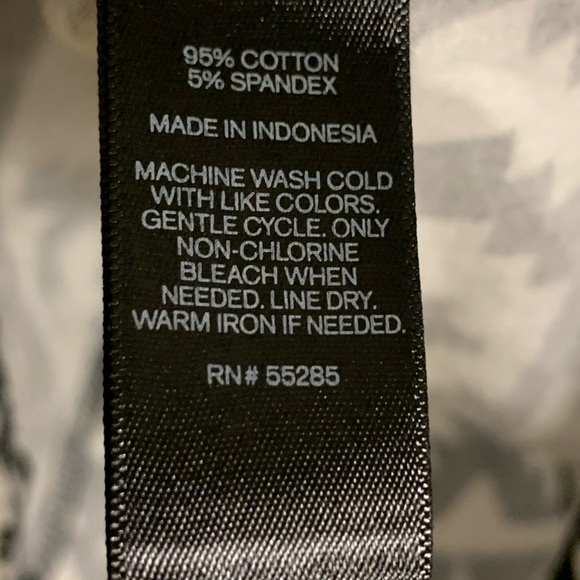 95% COTTON
5% SPANDEX
MADE IN INDONESIA
MACHINE WASH COLD
WITH LIKE COLORS.
GENTLE CYCLE. ONLY
NON-CHLORINE
BLEACH WHEN
NEEDED. LINE DRY.
WARM IRON IF NEEDED.
RN# 55285